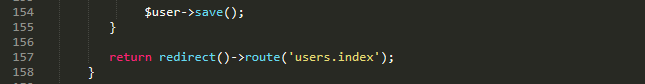 154 $user->save();
155 }
156
157 return redirect()->route('users.index');
158 }